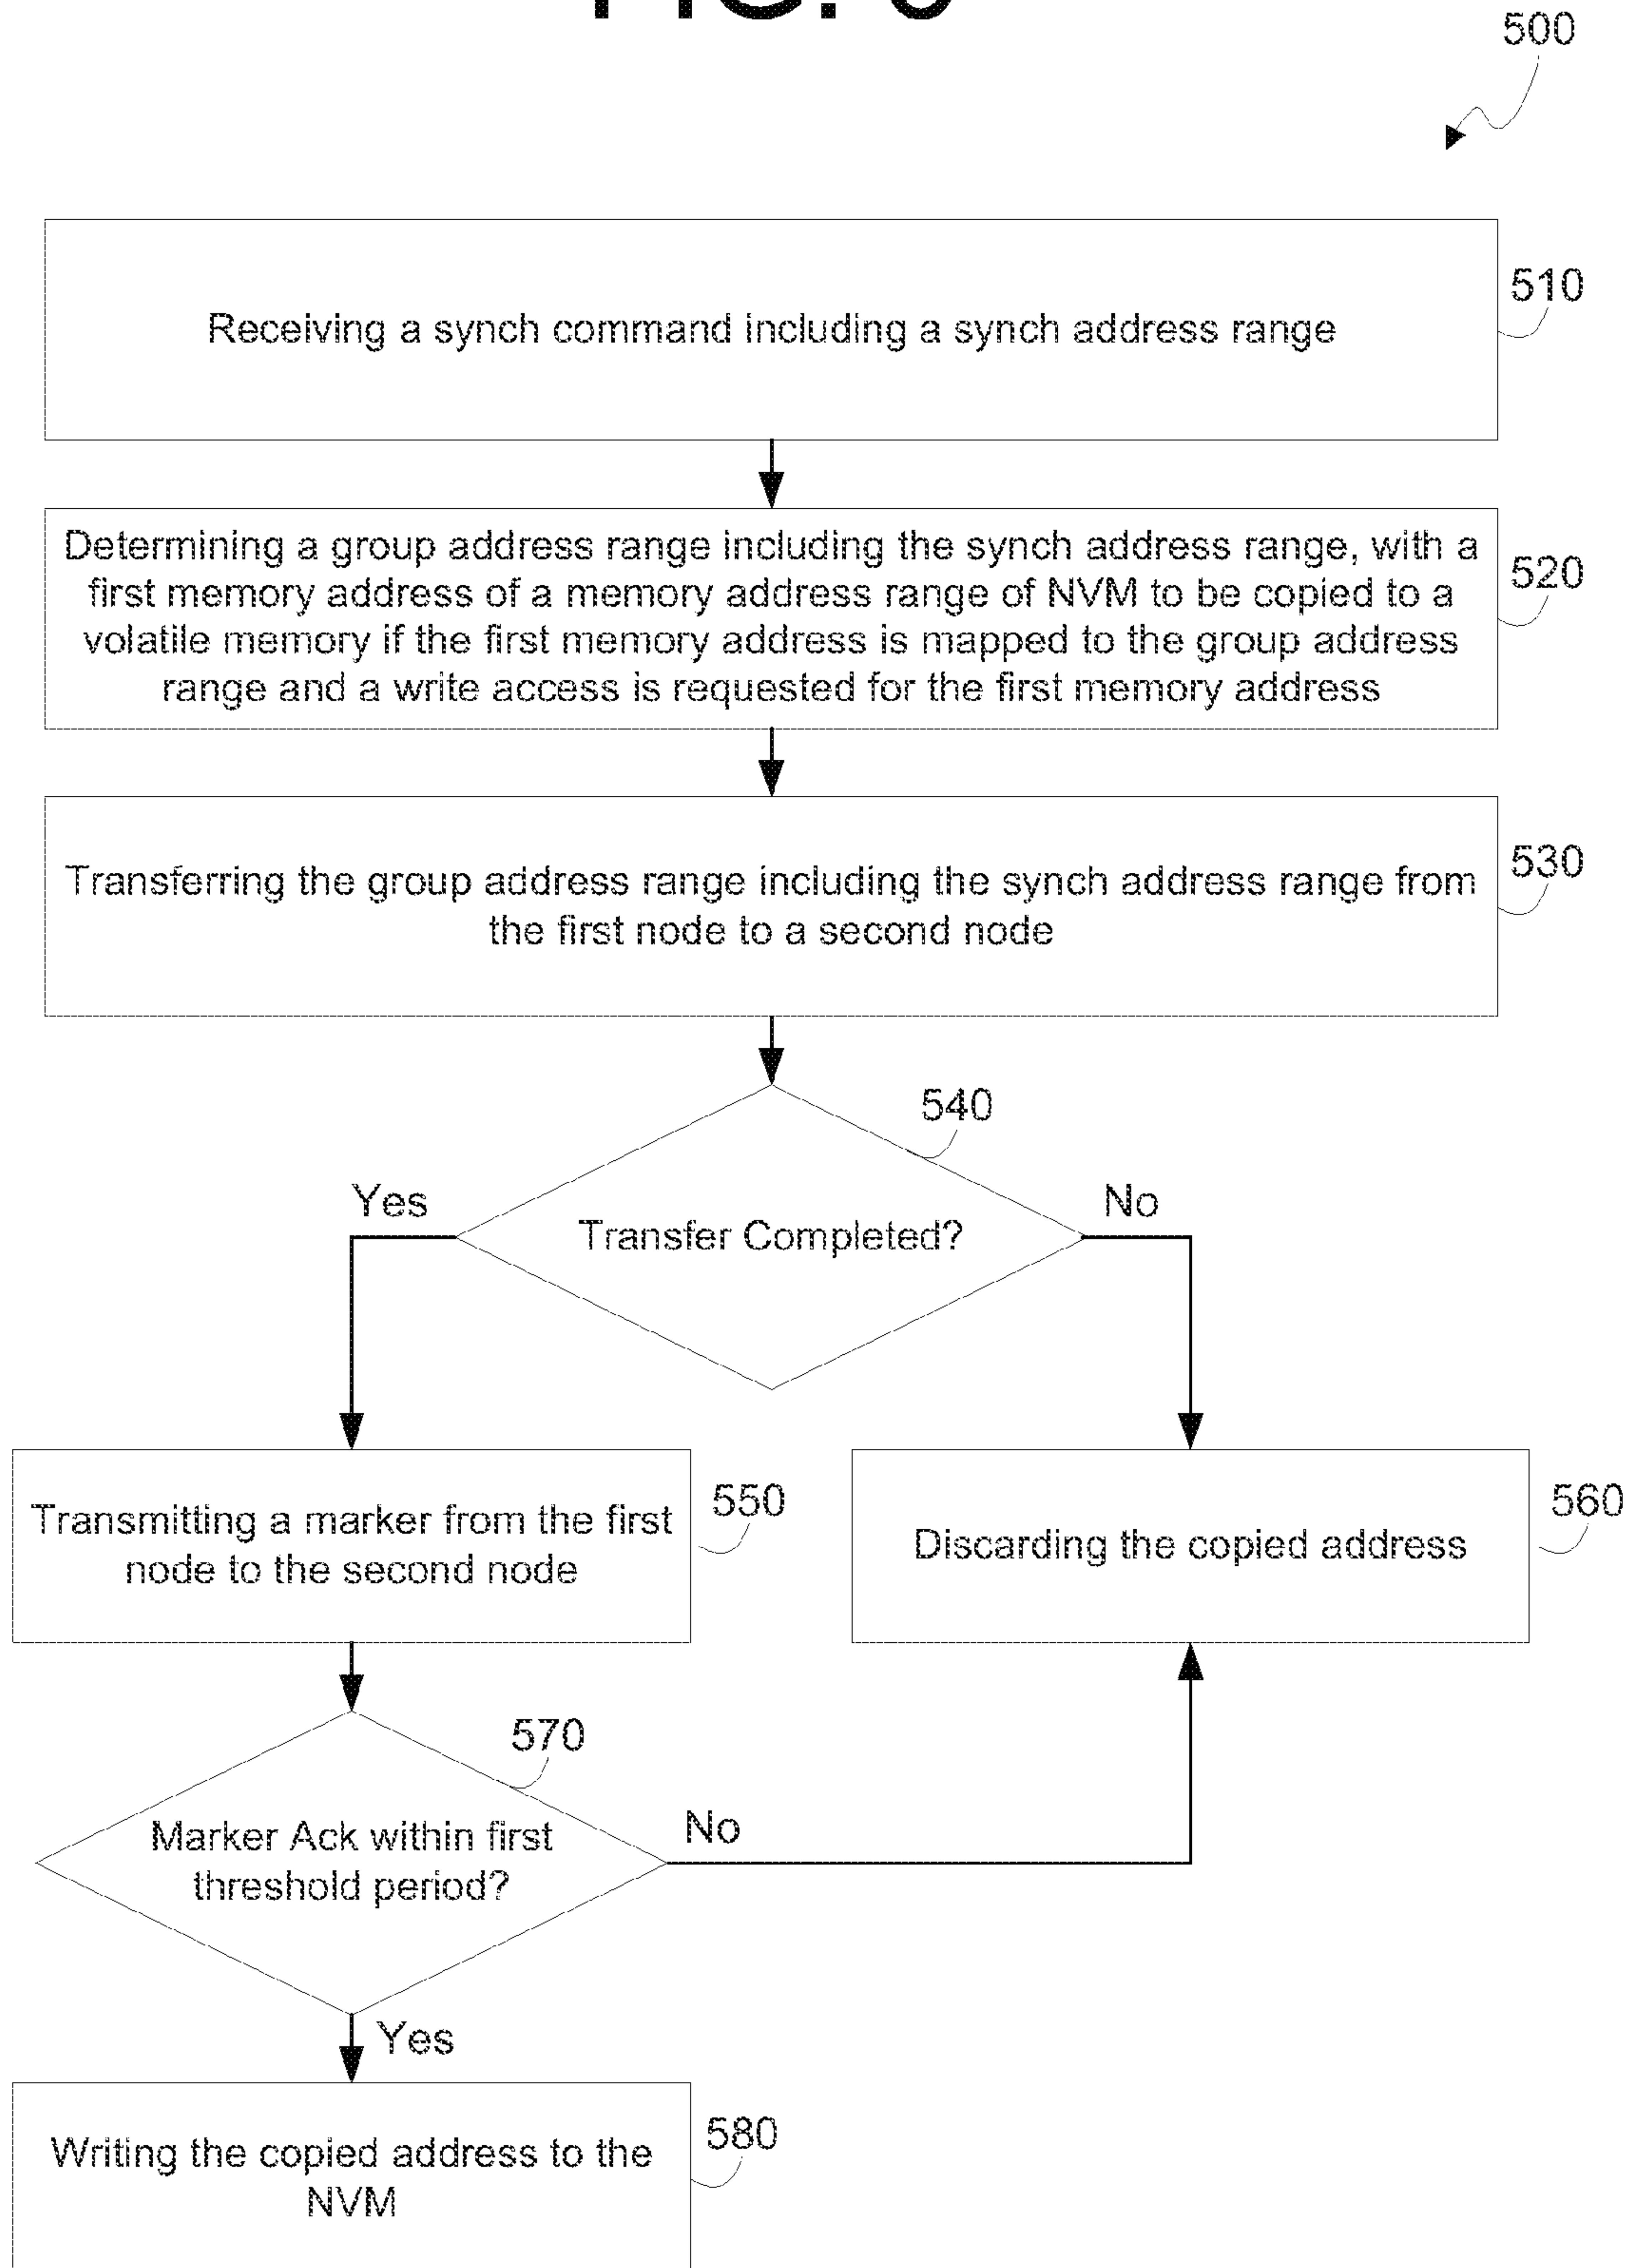 500
Receiving a synch command including a synch address range
510
Determining a group address range including the synch address range, with a
first memory address of a memory address range of NVM to be copied to a
volatile memory if the first memory address is mapped to the group address
range and a write access is requested for the first memory address
520
Transferring the group address range including the synch address range from
the first node to a second node
530
540
Yes
No
Transfer Completed?
Transmitting a marker from the first
node to the second node
550
Discarding the copied address
560
570
Marker Ack within first
threshold period?
No
Yes
Writing the copied address to the
NVM
580